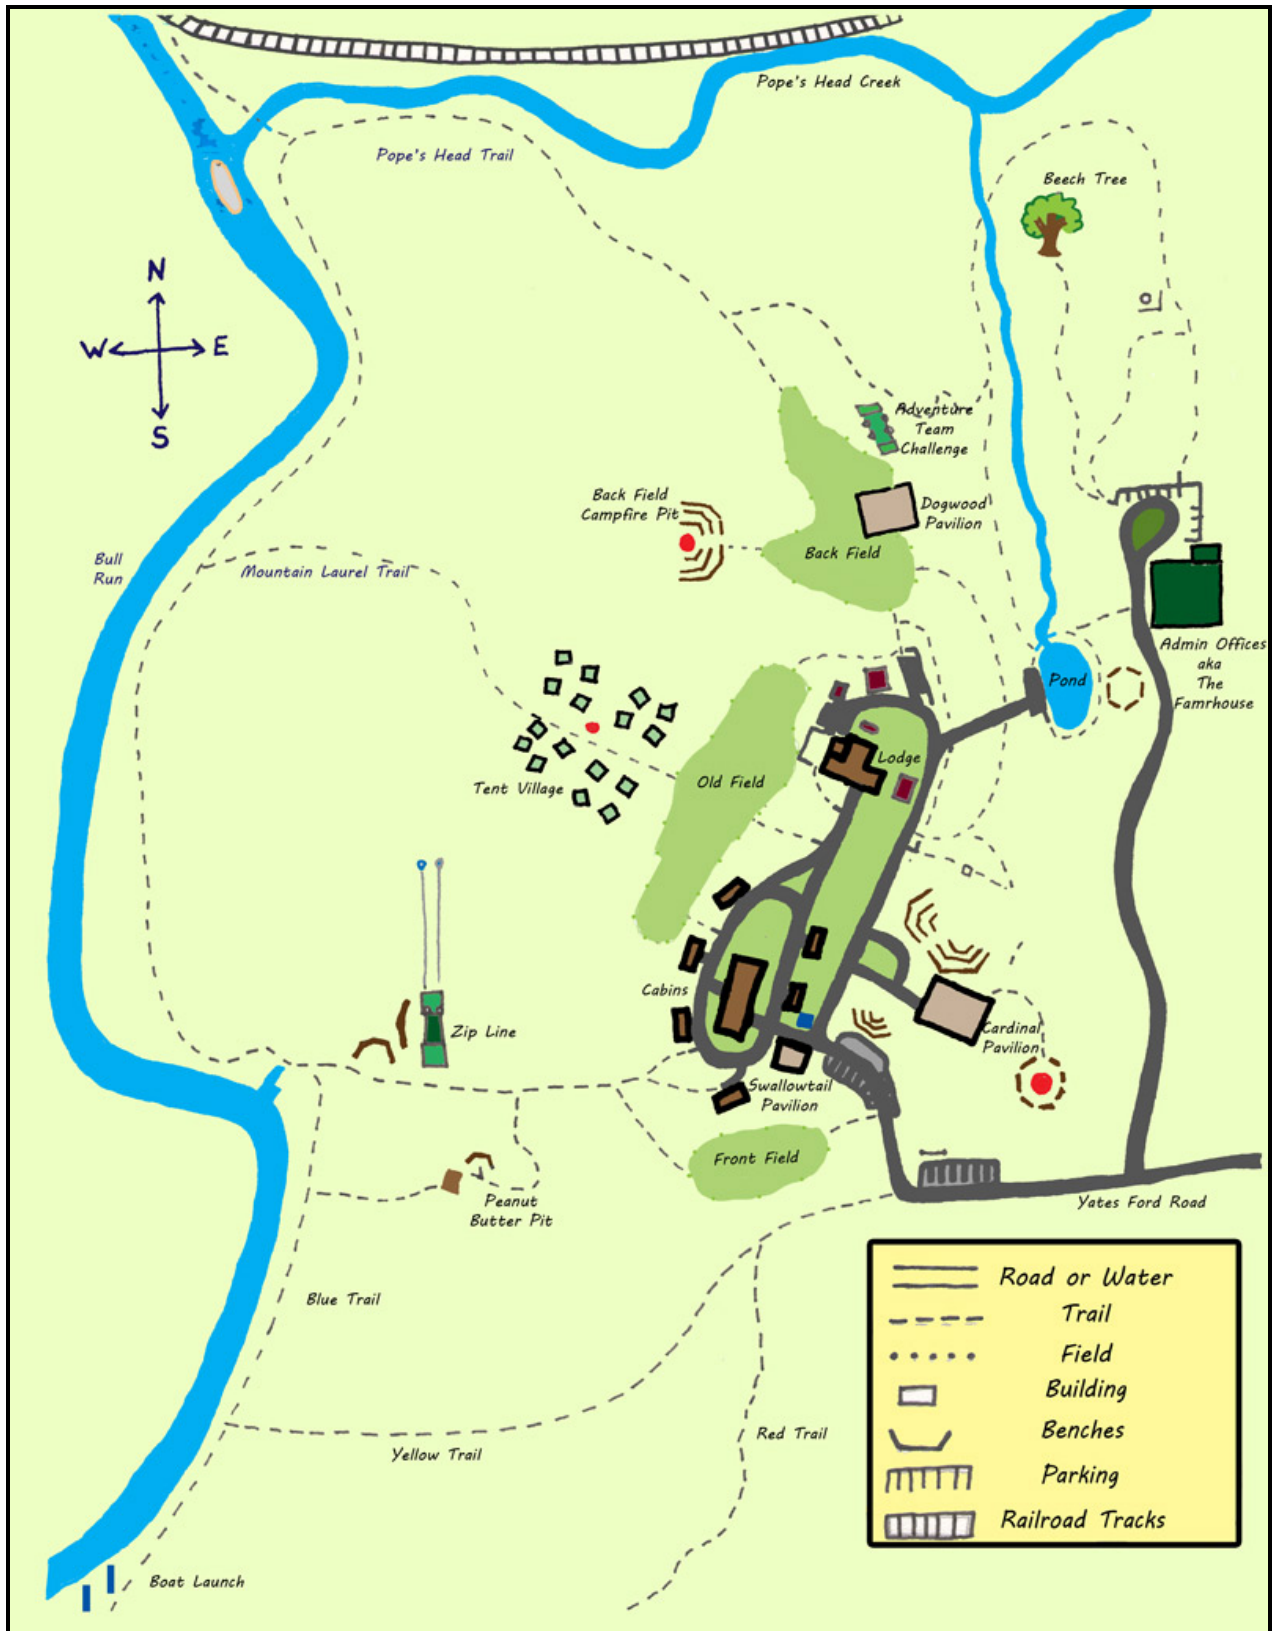 Pope's Head Creek
Pope's Head Trail
Beech Tree
N
W
E
S
Adventure
Team
Challenge
Back Field
Campfire Pit
Dogwood
Pavilion
Back Field
Bull
Run
Mountain Laurel Trail
Admin Offices
aka
The
Famrhouse
Pond
Lodge
Old Field
Tent Village
Cabins
Zip Line
Cardinal
Pavilion
Swallowtail
Pavilion
Front Field
Peanut
Butter Pit
Yates Ford Road
Blue Trail
Yellow Trail
Red Trail
Boat Launch
Road or Water
Trail
Field
Building
Benches
Parking
Railroad Tracks